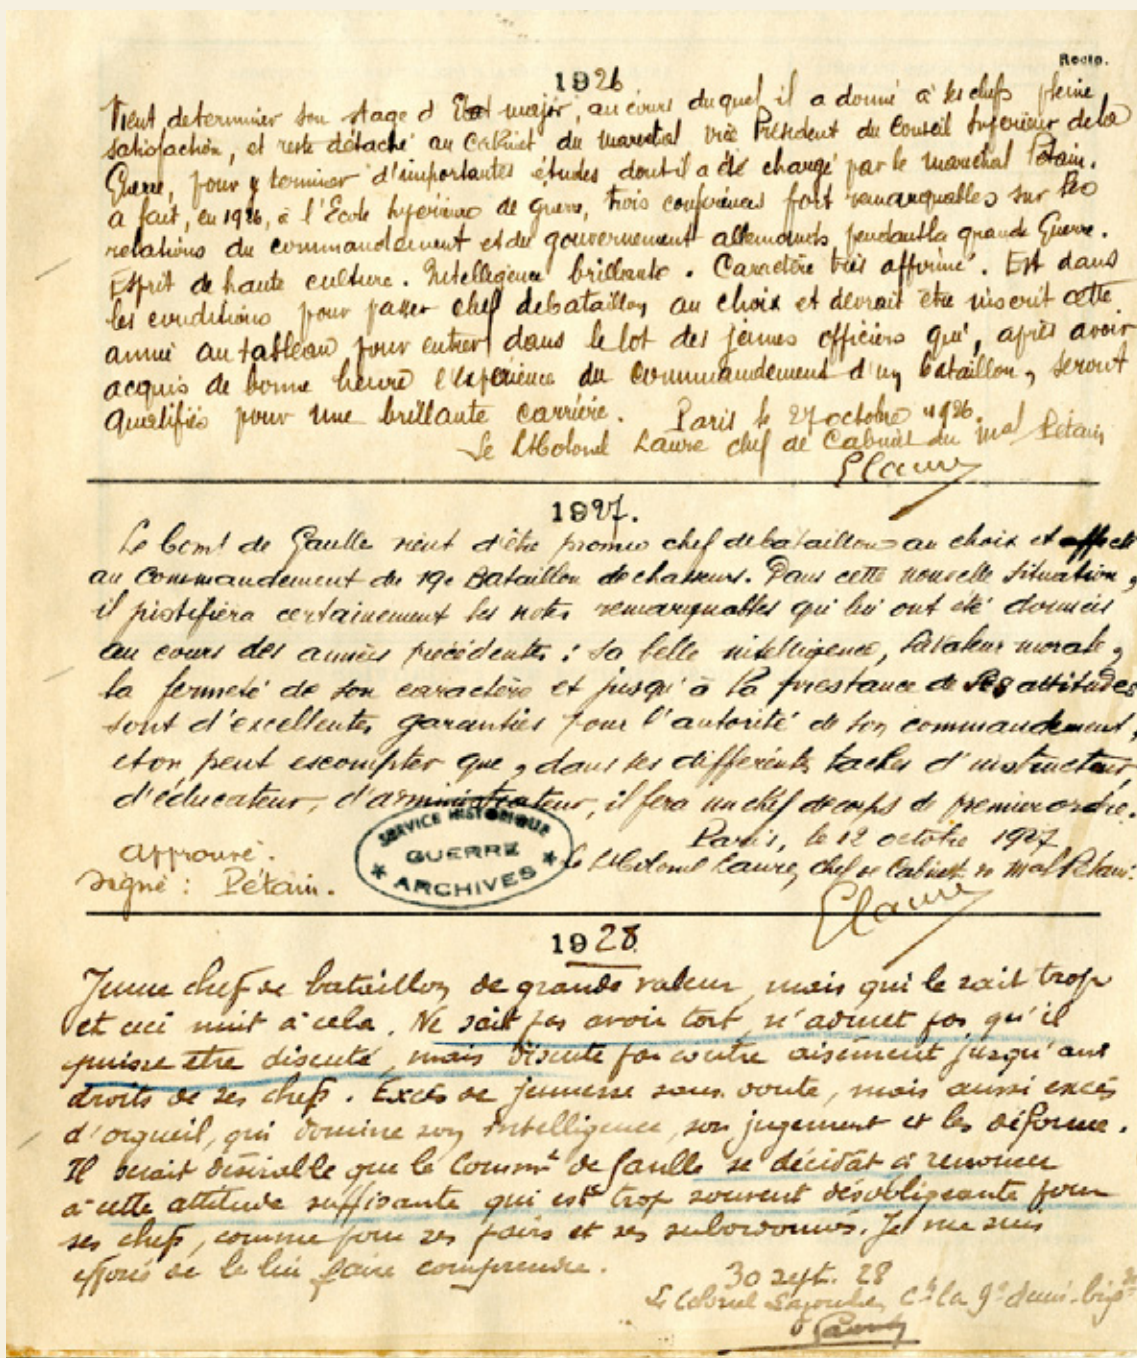 Recto.
1926
Vient de terminer son stage d'Etat major, au cours duquel il a donné à ses chefs pleine
satisfaction, et reste détaché au Cabinet du maréchal vice Président du Conseil Supérieur de la
Guerre, pour y terminer d'importantes études dont il a été chargé par le maréchal Pétain.
a fait, en 1926, à l'Ecole Supérieure de Guerre, trois conférences fort remarquables sur les
relations du commandement et du gouvernement allemands pendant la grande Guerre.
Esprit de haute culture. Intelligence brillante. Caractère très affirmé. Est dans
les conditions pour passer chef de bataillon au choix et devrait être inscrit cette
année au tableau pour entrer dans le lot des jeunes officiers qui, après avoir
acquis de bonne heure l'expérience du commandement d'un bataillon, seront
qualifiés pour une brillante carrière. Paris le 27 octobre 1926.
Le Lt Colonel Laure chef de Cabinet du Mal Pétain
Laure
1927.
Le Comt de Gaulle vient d'être promu chef de bataillon au choix et affecté
au commandement du 19e Bataillon de chasseurs. Dans cette nouvelle situation,
il justifiera certainement les notes remarquables qui lui ont été données
au cours des années précédentes : sa belle intelligence, sa valeur morale,
la fermeté de son caractère et jusqu'à la prestance de ses attitudes
sont d'excellentes garanties pour l'autorité de son commandement,
et on peut escompter que, dans ses différentes taches d'instructeur,
d'éducateur, d'administrateur, il fera un chef de corps de premier ordre.
Paris, le 12 octobre 1927
approuvé.
Le Lt Colonel Laure, chef de Cabinet du Mal Pétain.
signé : Pétain.
Laure
SERVICE HISTORIQUE
GUERRE
ARCHIVES
1928
Jeune chef de bataillon de grande valeur mais qui le sait trop
et ceci nuit à cela. Ne sait pas avoir tort, n'admet pas qu'il
puisse être discuté, mais discute par contre aisément jusqu'aux
droits de ses chefs. Excès de jeunesse sans doute, mais aussi excès
d'orgueil, qui domine son intelligence, son jugement et les déforme.
Il serait désirable que le Commt de Gaulle se décidât à renoncer
à cette attitude suffisante qui est trop souvent désobligeante pour
ses chefs, comme pour ses pairs et ses subordonnés. Je me suis
efforcé de le lui faire comprendre.
30 sept. 28
Le Colonel Ct la 9e demi-brigde